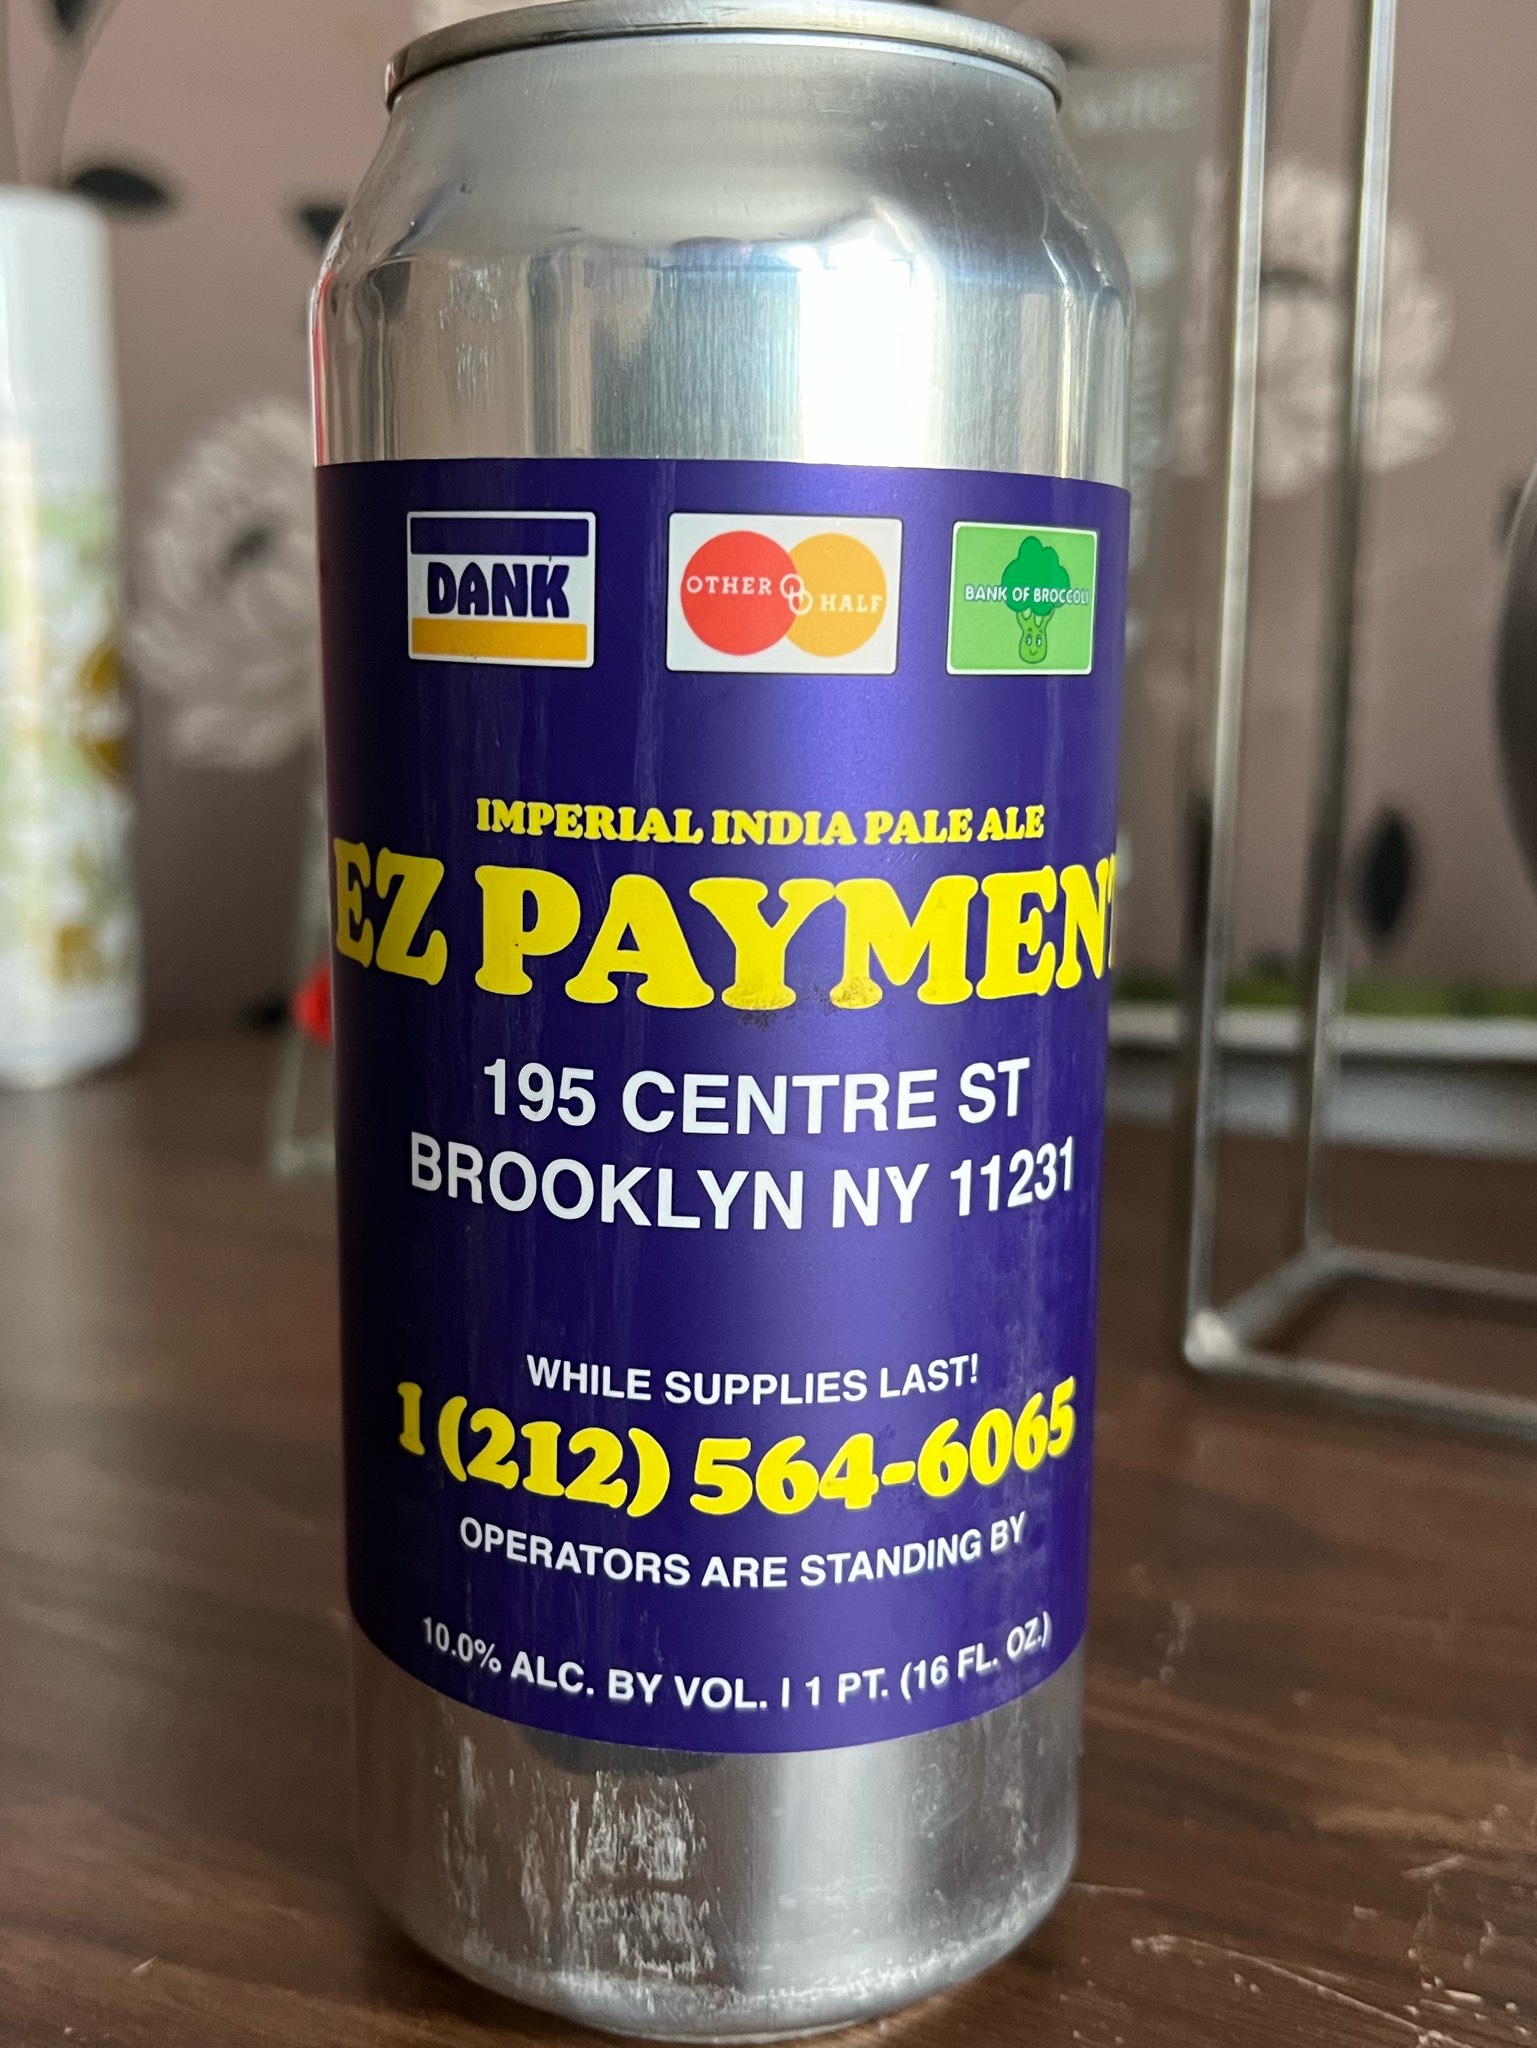 DANK
OTHER HALF
BANK OF BROCCOLI
IMPERIAL INDIA PALE ALE
EZ PAYMENT
195 CENTRE ST
BROOKLYN NY 11231
WHILE SUPPLIES LAST!
1 (212) 564-6065
OPERATORS ARE STANDING BY
10.0% ALC. BY VOL. | 1 PT. (16 FL. OZ.)